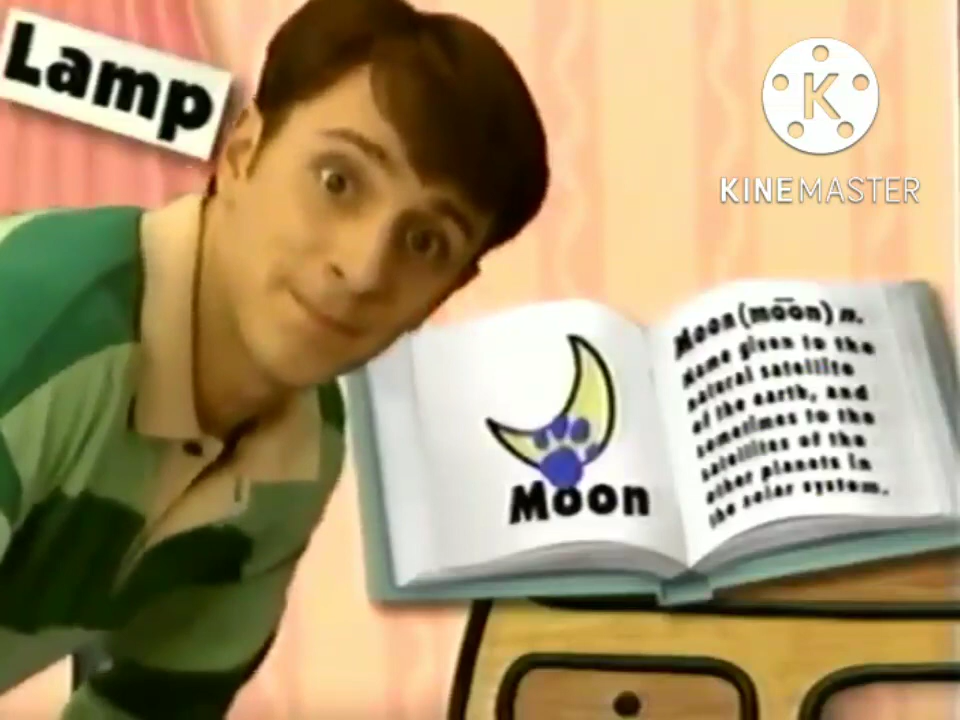 Lamp
K
KINEMASTER
Moon (mōōn) n.
Name given to the
natural satellite
of the earth, and
sometimes to the
satellites of the
other planets in
the solar system.
Moon